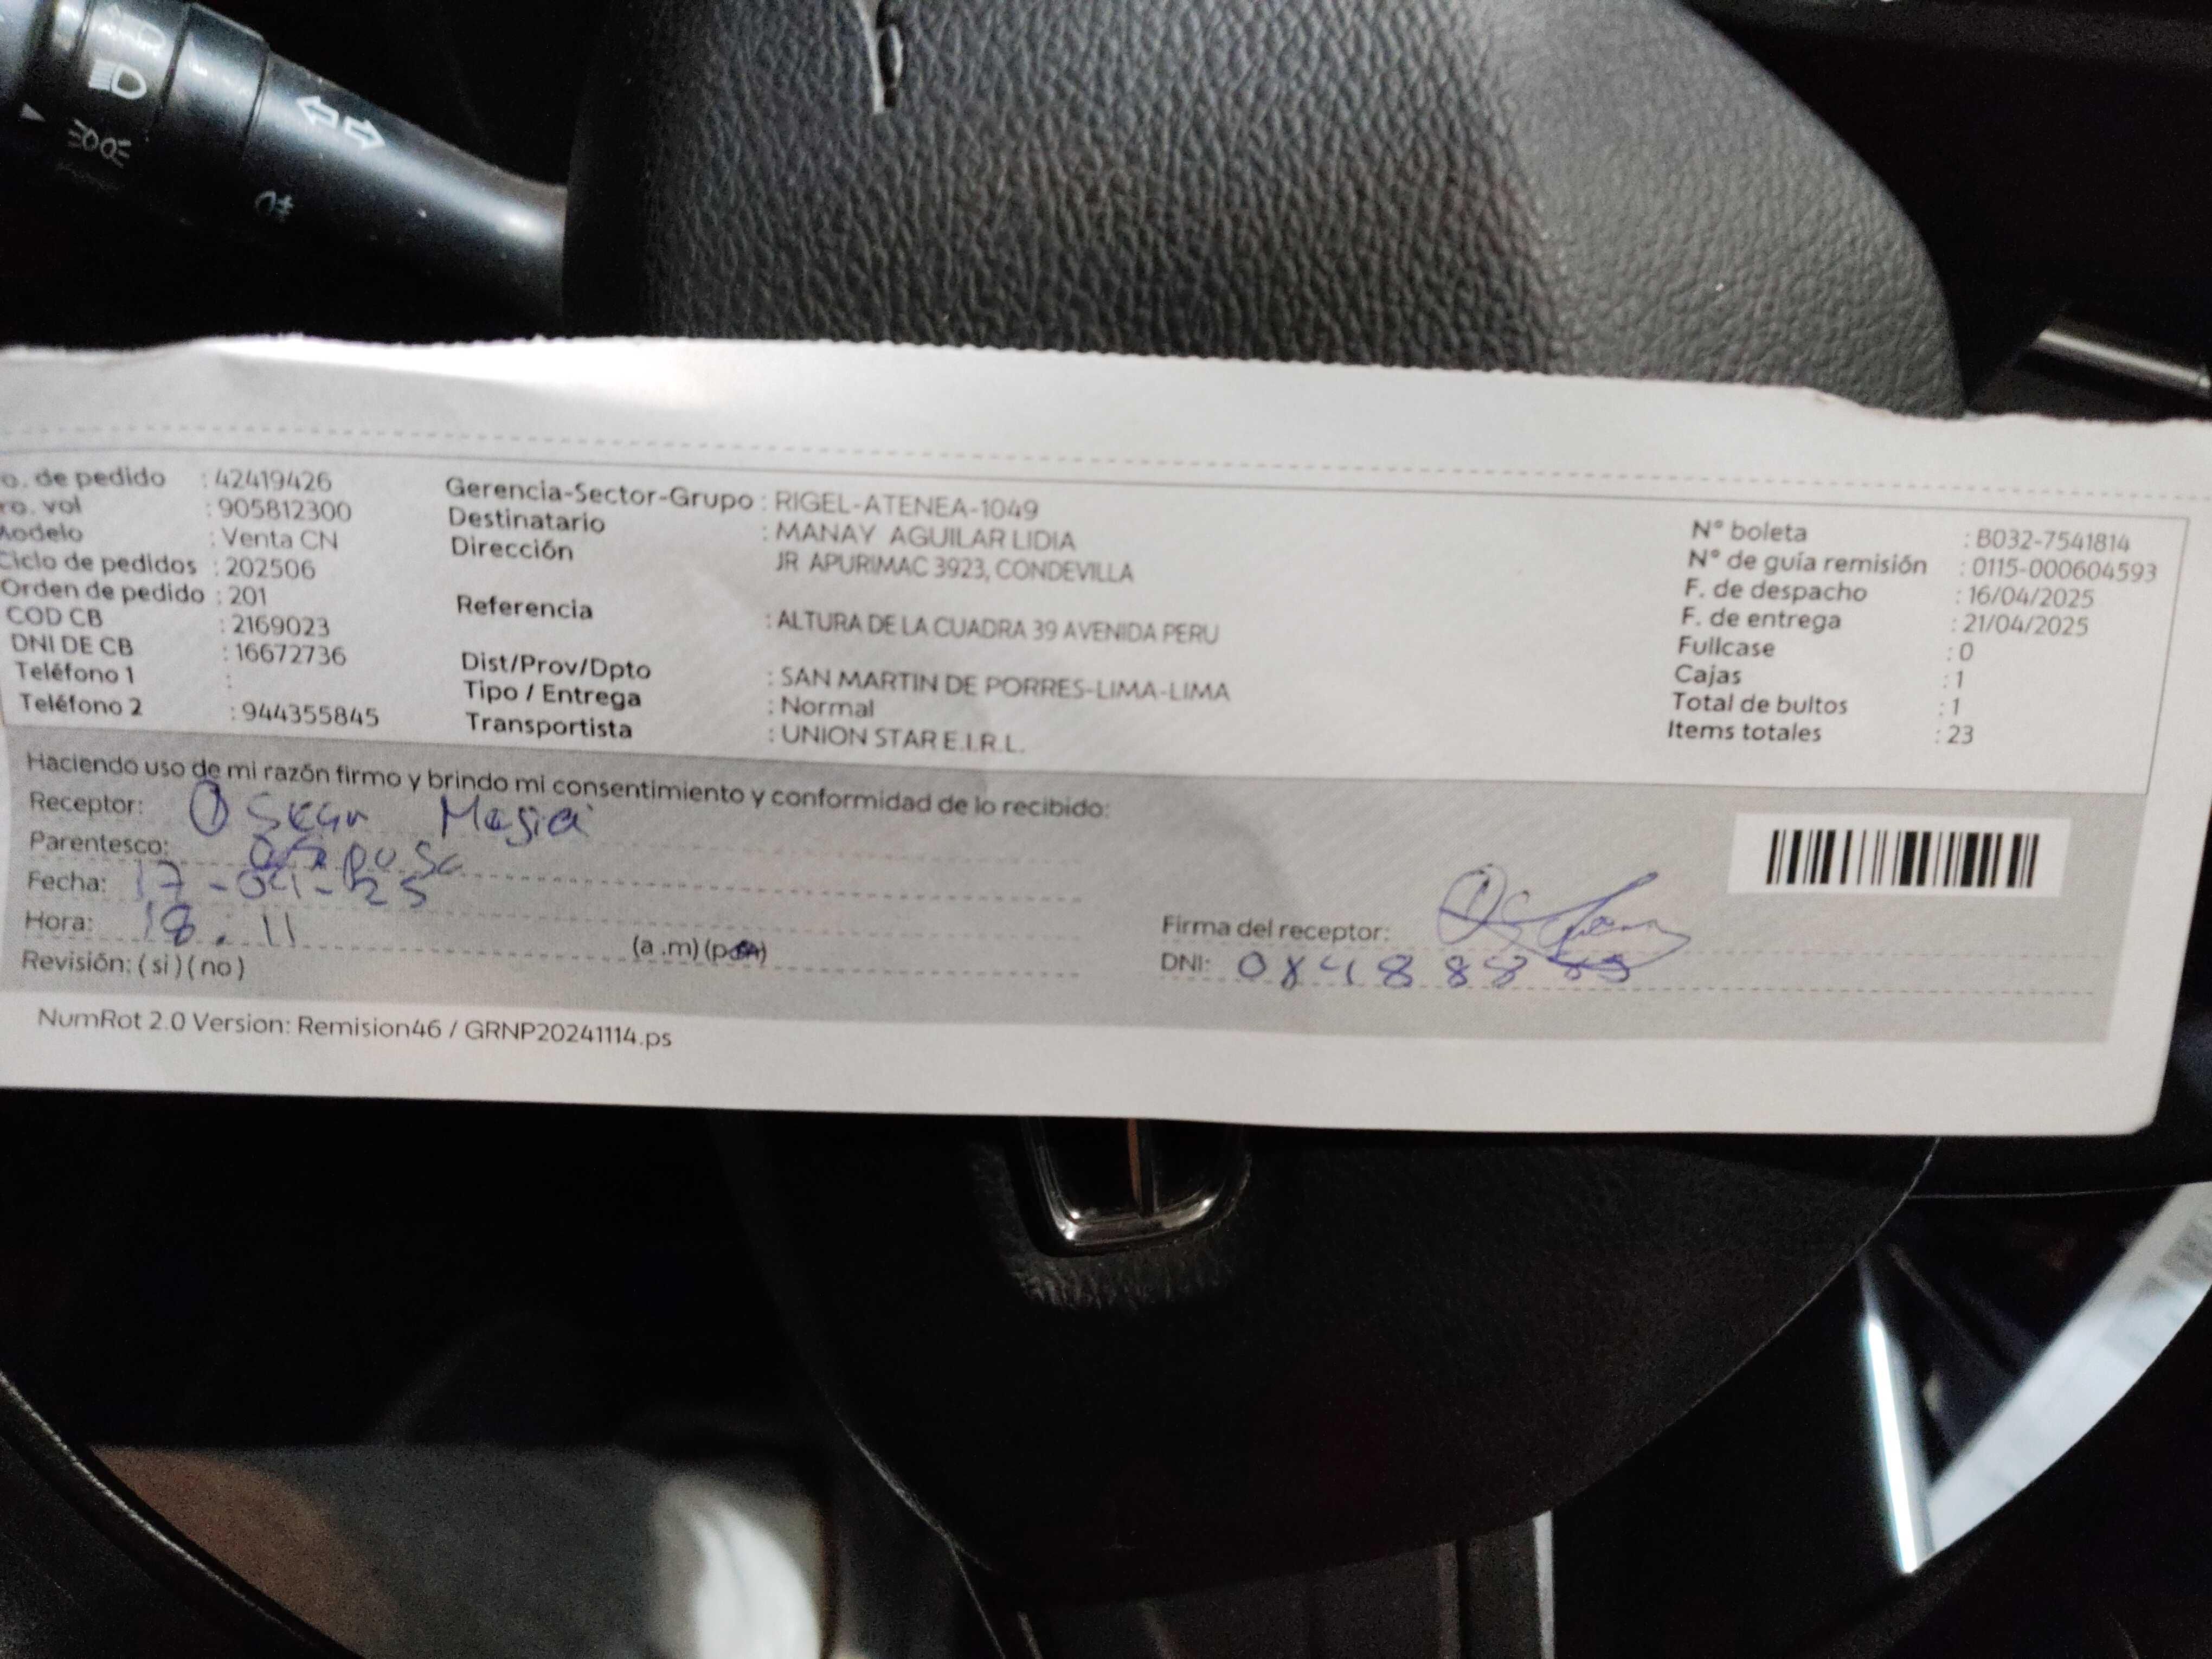 o. de pedido : 42419426
ro. vol : 905812300
Modelo : Venta CN
Ciclo de pedidos : 202506
Orden de pedido : 201
COD CB : 2169023
DNI DE CB : 16672736
Teléfono 1 :
Teléfono 2 : 944355845
Gerencia-Sector-Grupo : RIGEL-ATENEA-1049
Destinatario : MANAY AGUILAR LIDIA
Dirección JR APURIMAC 3923, CONDEVILLA
Referencia : ALTURA DE LA CUADRA 39 AVENIDA PERU
Dist/Prov/Dpto : SAN MARTIN DE PORRES-LIMA-LIMA
Tipo / Entrega : Normal
Transportista : UNION STAR E.I.R.L.
N° boleta : B032-7541814
N° de guía remisión : 0115-000604593
F. de despacho : 16/04/2025
F. de entrega : 21/04/2025
Fullcase : 0
Cajas : 1
Total de bultos : 1
Items totales : 23
Haciendo uso de mi razón firmo y brindo mi consentimiento y conformidad de lo recibido:
Receptor: Oscar
Parentesco:
Fecha: 17-04-25
Hora: 18.11 (a .m)
Revisión: ( si ) ( no )
Firma del receptor:
DNI:
NumRot 2.0 Version: Remision46 / GRNP20241114.ps